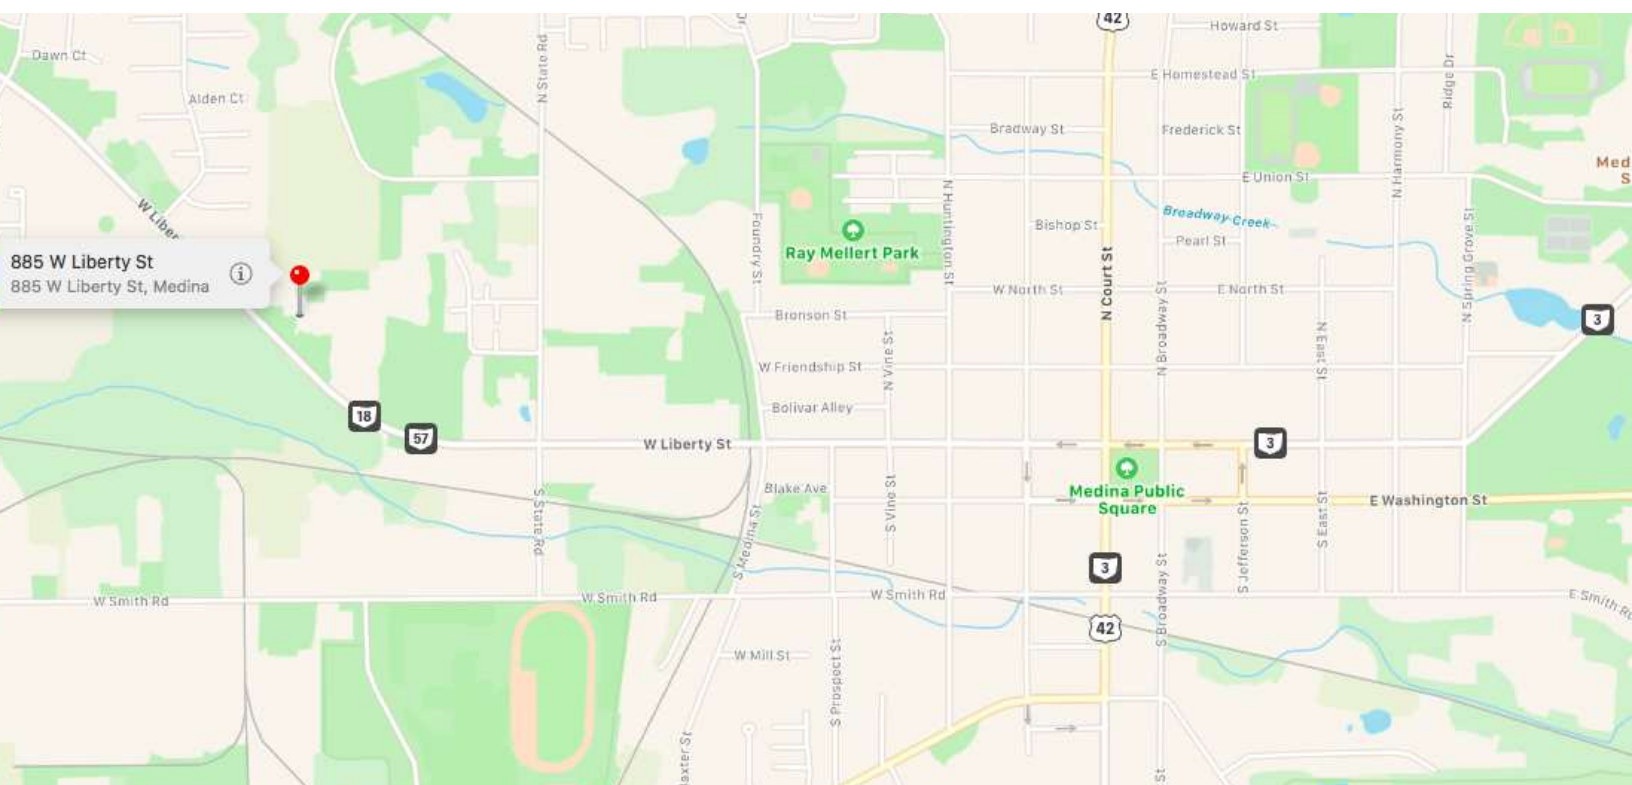 42
Howard St
Dawn Ct
N State Rd
Ridge Dr
E Homestead St
Alden Ct
Bradway St
Frederick St
N Harmony St
Med
S
E Union St
N Huntington St
W Liber
Foundry St
Bishop St
Broadway Creek
Pearl St
N Spring Grove St
Ray Mellert Park
N Court St
885 W Liberty St
885 W Liberty St, Medina
W North St
N Broadway St
E North St
Bronson St
3
N Vine St
N East St
W Friendship St
Bolivar Alley
18
57
W Liberty St
3
Blake Ave
Medina Public
Square
E Washington St
S State Rd
S Medina St
S Vine St
S Jefferson St
S East St
3
W Smith Rd
W Smith Rd
W Smith Rd
S Broadway St
E Smith Rd
42
W Mill St
S Prospect St
axter St
St